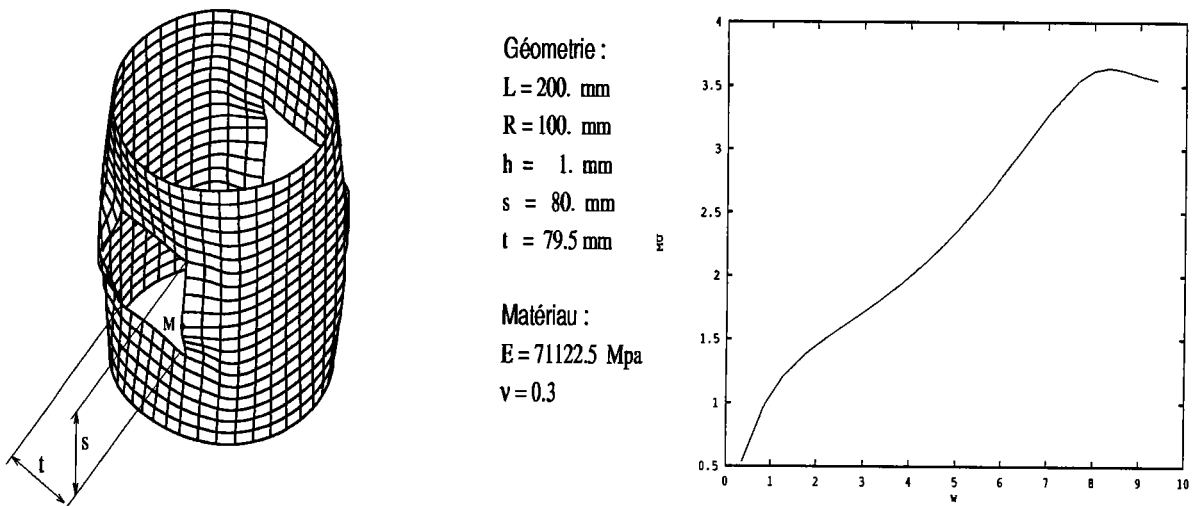 Géometrie :
L = 200. mm
R = 100. mm
h = 1. mm
s = 80. mm
t = 79.5 mm
Matériau :
E = 71122.5 Mpa
ν = 0.3
M
s
t
4
3.5
3
2.5
2
1.5
1
0.5
0 1 2 3 4 5 6 7 8 9 10
W